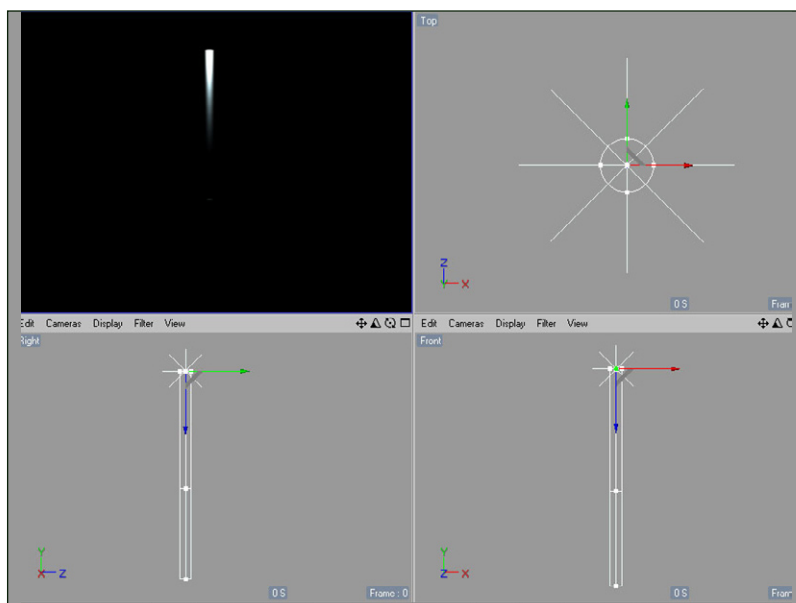 Top
Z
Y X
0 S Fram
Edit Cameras Display Filter View
Edit Cameras Display Filter View
Right
Front
Y
X Z
0 S Frame : 0
Y
Z X
0 S Fram